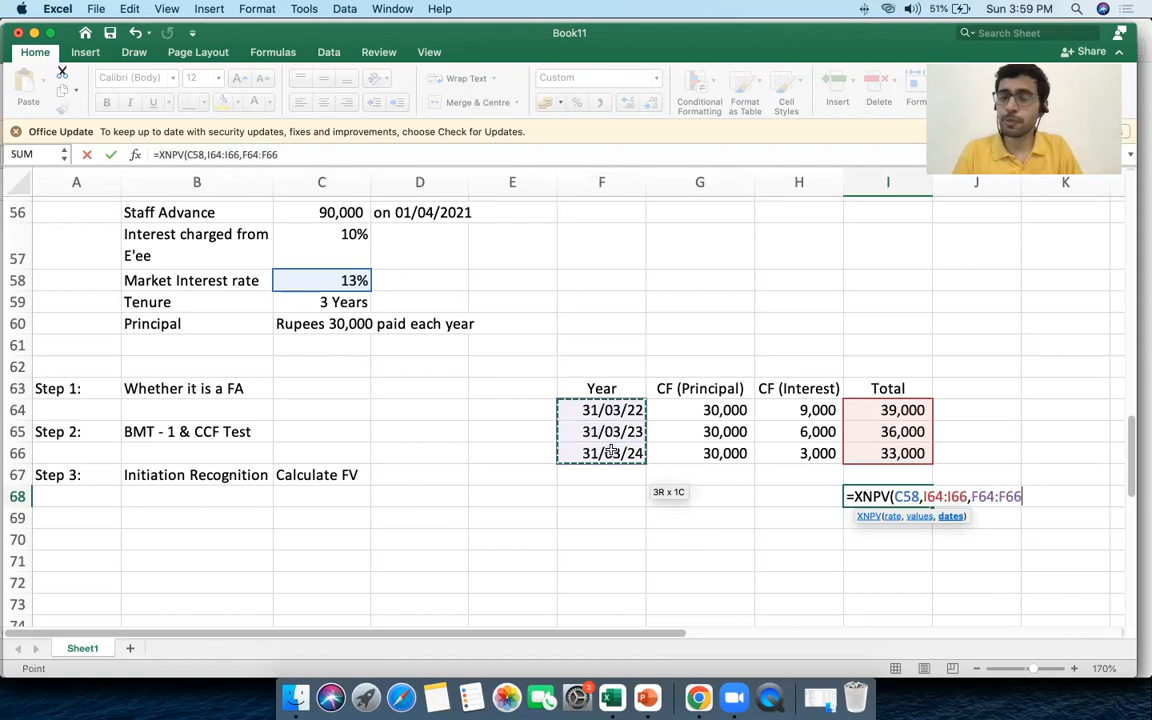 Excel File Edit View Insert Format Tools Data Window Help 51% Sun 3:59 PM
Book11
Search Sheet
Home Insert Draw Page Layout Formulas Data Review View
Share
Paste Calibri (Body) 12 A A Wrap Text Custom
B I U A Merge & Centre % Conditional Formatting Format as Table Cell Styles Insert Delete Form
Office Update To keep up to date with security updates, fixes and improvements, choose Check for Updates.
SUM fx =XNPV(C58,I64:I66,F64:F66
A B C D E F G H I J K
56 Staff Advance 90,000 on 01/04/2021
57 Interest charged from E'ee 10%
58 Market Interest rate 13%
59 Tenure 3 Years
60 Principal Rupees 30,000 paid each year
61
62
63 Step 1: Whether it is a FA Year CF (Principal) CF (Interest) Total
64 31/03/22 30,000 9,000 39,000
65 Step 2: BMT - 1 & CCF Test 31/03/23 30,000 6,000 36,000
66 31/03/24 30,000 3,000 33,000
67 Step 3: Initiation Recognition Calculate FV
68 3R x 1C =XNPV(C58,I64:I66,F64:F66
69 XNPV(rate, values, dates)
70
71
72
73
74
Sheet1
Point 170%
2